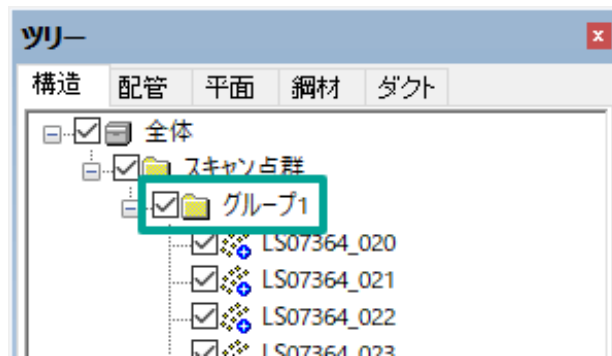 ツリー
構造 配管 平面 鋼材 ダクト
全体
スキャン点群
グループ1
LS07364_020
LS07364_021
LS07364_022
LS07364_023